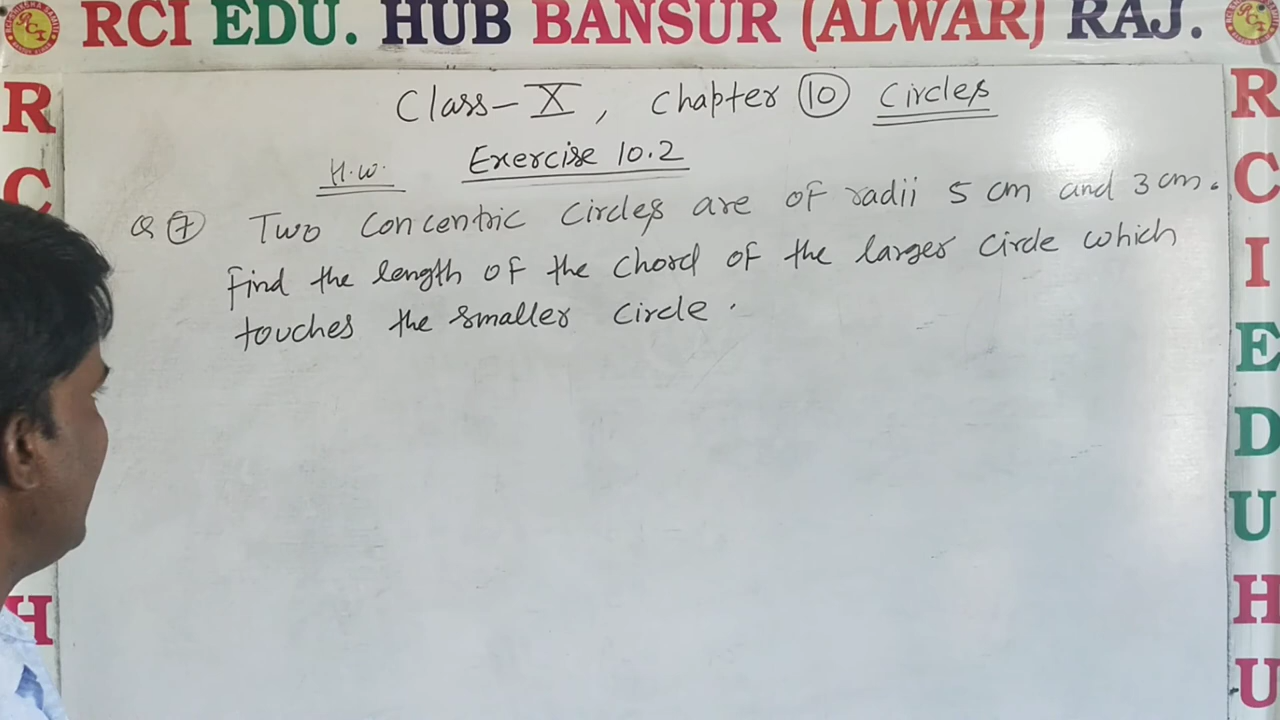 RCI EDU. HUB BANSUR (ALWAR) RAJ.
Class-X, Chapter 10 Circles
H.W. Exercise 10.2
Q 7 Two Concentric Circles are of radii 5 cm and 3 cm.
Find the length of the chord of the larger circle which
touches the smaller circle.
R
C
H
R
C
I
E
D
U
H
U